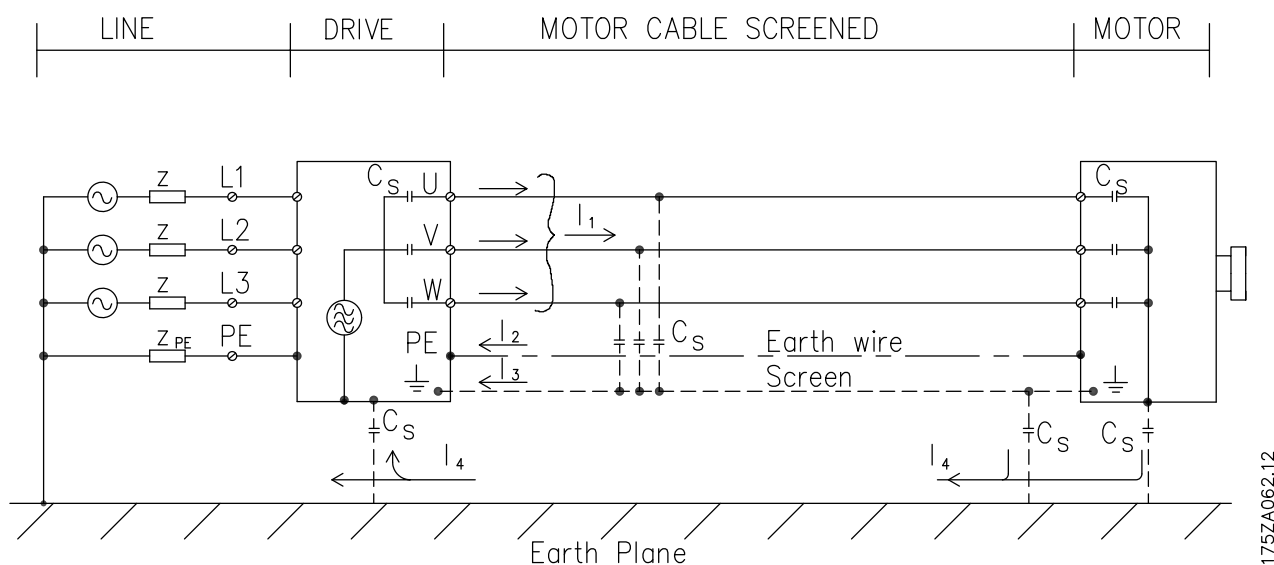 LINE DRIVE MOTOR CABLE SCREENED MOTOR
Z L1 C S U C S
Z L2 V I 1
Z L3 W
Z PE PE PE I 2 C S Earth wire
I 3 Screen
C S C S C S
I 4 I 4
Earth Plane
175ZA062.12